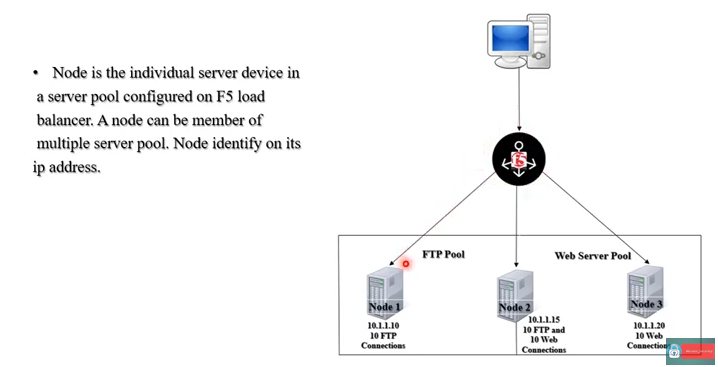 • Node is the individual server device in
a server pool configured on F5 load
balancer. A node can be member of
multiple server pool. Node identify on its
ip address.
f5
FTP Pool
Web Server Pool
Node 1
Node 2
Node 3
10.1.1.10
10 FTP
Connections
10.1.1.15
10 FTP and
10 Web
Connections
10.1.1.20
10 Web
Connections